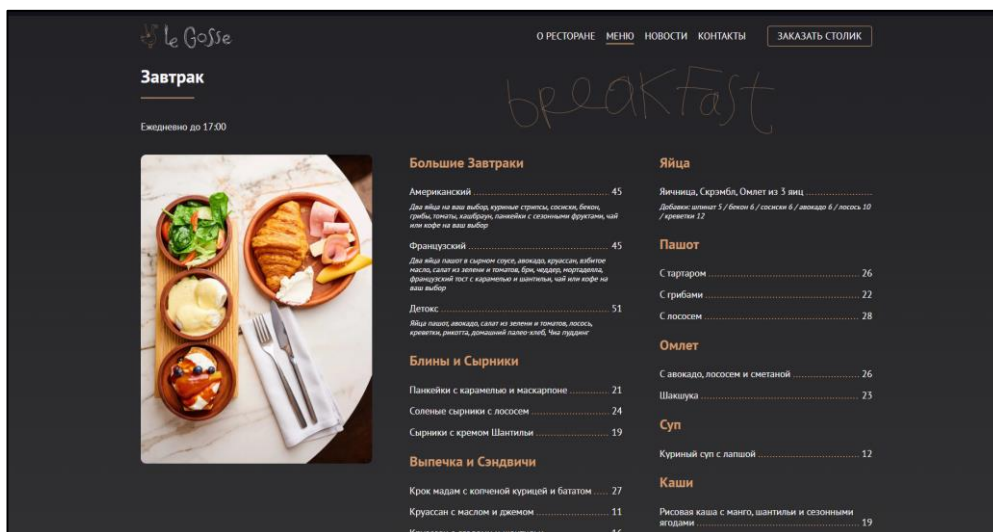 le Gosse
О РЕСТОРАНЕ МЕНЮ НОВОСТИ КОНТАКТЫ ЗАКАЗАТЬ СТОЛИК
Завтрак
breakfast
Ежедневно до 17:00
Большие Завтраки
Американский 45
Два яйца на ваш выбор, куриные стрипсы, сосиски, бекон,
грибы, томаты, хашбраун, панкейки с сезонными фруктами, чай
или кофе на ваш выбор
Французский 45
Два яйца пашот в сырном соусе, авокадо, круассан, взбитое
масло, салат из зелени и томатов, бри, чеддер, мортаделла,
французский тост с карамелью и шантильи, чай или кофе на
ваш выбор
Детокс 51
Яйца пашот, авокадо, салат из зелени и томатов, лосось,
креветки, рикотта, домашний палео-хлеб, Чиа пуддинг
Блины и Сырники
Панкейки с карамелью и маскарпоне 21
Соленые сырники с лососем 24
Сырники с кремом Шантильи 19
Выпечка и Сэндвичи
Крок мадам с копченой курицей и бататом 27
Круассан с маслом и джемом 11
Яйца
Яичница, Скрэмбл, Омлет из 3 яиц
Добавки: шпинат 5 / бекон 6 / сосиски 6 / авокадо 6 / лосось 10
/ креветки 12
Пашот
С тартаром 26
С грибами 22
С лососем 28
Омлет
С авокадо, лососем и сметаной 26
Шакшука 23
Суп
Куриный суп с лапшой 12
Каши
Рисовая каша с манго, шантильи и сезонными
ягодами 19